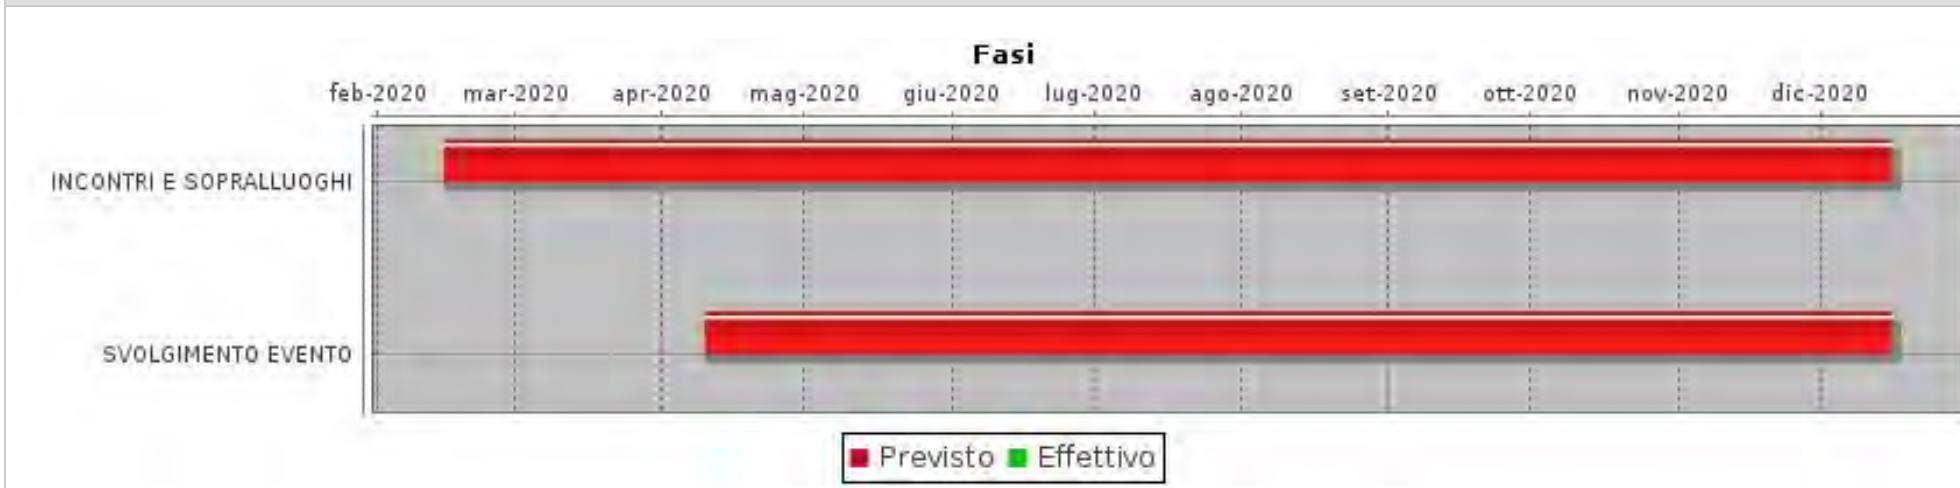 Fasi
feb-2020 mar-2020 apr-2020 mag-2020 giu-2020 lug-2020 ago-2020 set-2020 ott-2020 nov-2020 dic-2020
INCONTRI E SOPRALLUOGHI
SVOLGIMENTO EVENTO
Previsto Effettivo